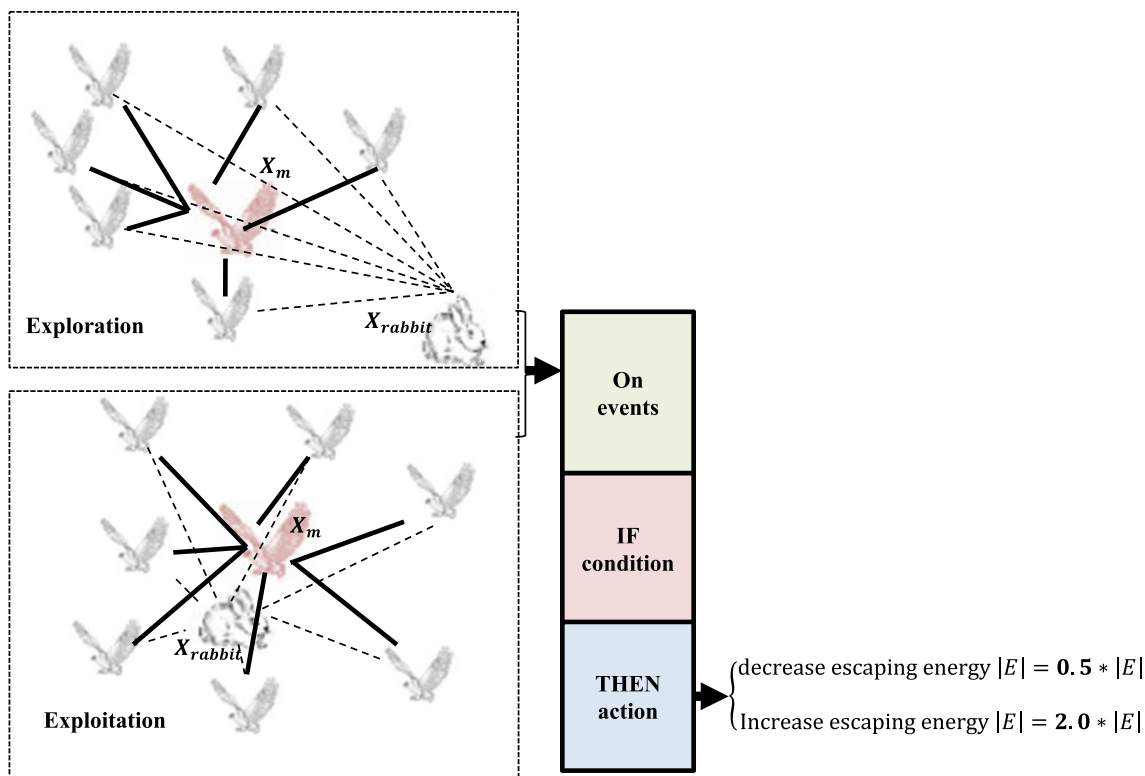 X_m
X_rabbit
Exploration
On
events
X_m
IF
condition
X_rabbit
Exploitation
THEN
action
decrease escaping energy |E| = 0.5 * |E|
Increase escaping energy |E| = 2.0 * |E|